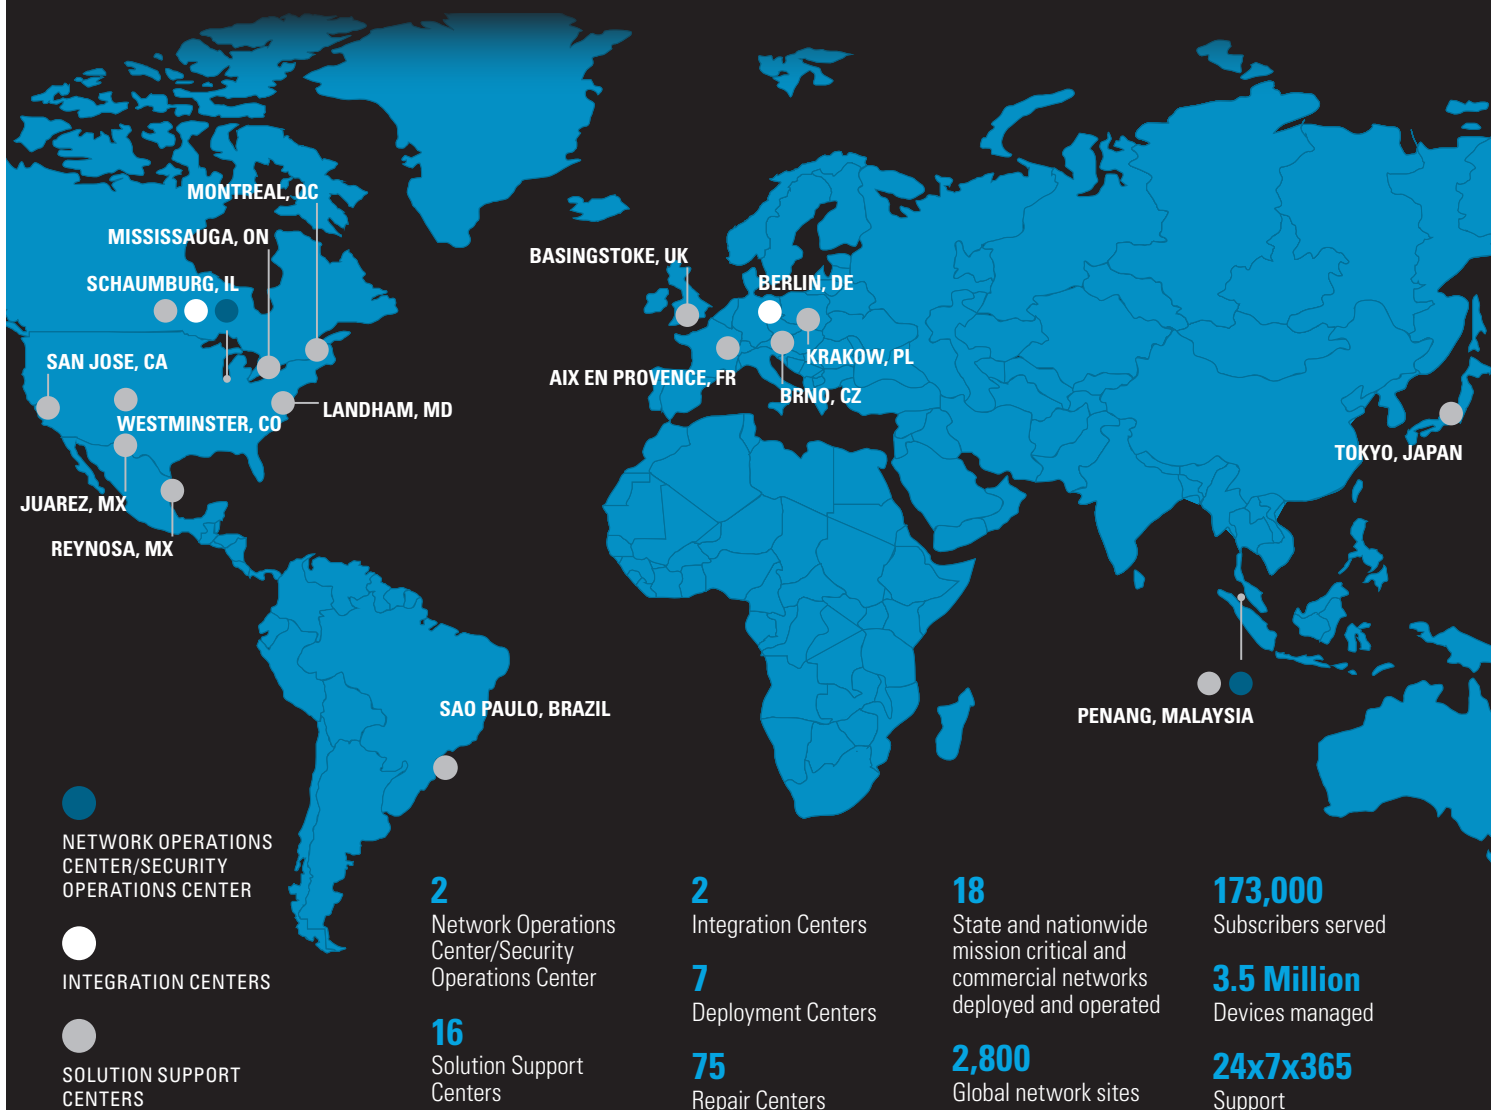 MONTREAL, QC
MISSISSAUGA, ON
SCHAUMBURG, IL
SAN JOSE, CA
WESTMINSTER, CO
LANDHAM, MD
JUAREZ, MX
REYNOSA, MX
SAO PAULO, BRAZIL
BASINGSTOKE, UK
BERLIN, DE
KRAKOW, PL
AIX EN PROVENCE, FR
BRNO, CZ
TOKYO, JAPAN
PENANG, MALAYSIA
NETWORK OPERATIONS
CENTER/SECURITY
OPERATIONS CENTER
INTEGRATION CENTERS
SOLUTION SUPPORT
CENTERS
2
Network Operations
Center/Security
Operations Center
16
Solution Support
Centers
2
Integration Centers
7
Deployment Centers
75
Repair Centers
18
State and nationwide
mission critical and
commercial networks
deployed and operated
2,800
Global network sites
173,000
Subscribers served
3.5 Million
Devices managed
24x7x365
Support